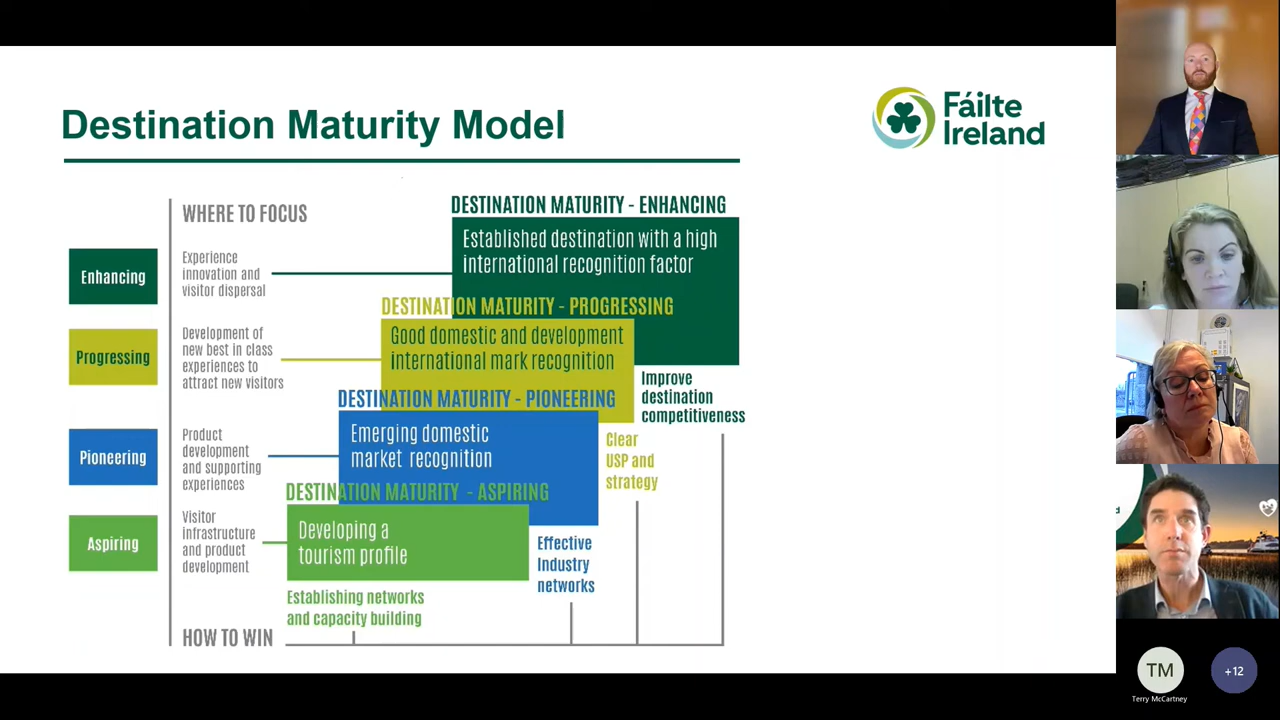 Destination Maturity Model
Fáilte
Ireland
WHERE TO FOCUS
DESTINATION MATURITY - ENHANCING
Established destination with a high
international recognition factor
Enhancing
Experience
innovation and
visitor dispersal
DESTINATION MATURITY - PROGRESSING
Good domestic and development
international mark recognition
Progressing
Development of
new best in class
experiences to
attract new visitors
Improve
destination
competitiveness
DESTINATION MATURITY - PIONEERING
Emerging domestic
market recognition
Pioneering
Product
development
and supporting
experiences
Clear
USP and
strategy
DESTINATION MATURITY - ASPIRING
Developing a
tourism profile
Aspiring
Visitor
infrastructure
and product
development
Effective
Industry
networks
Establishing networks
and capacity building
HOW TO WIN
TM
Terry McCartney
+12